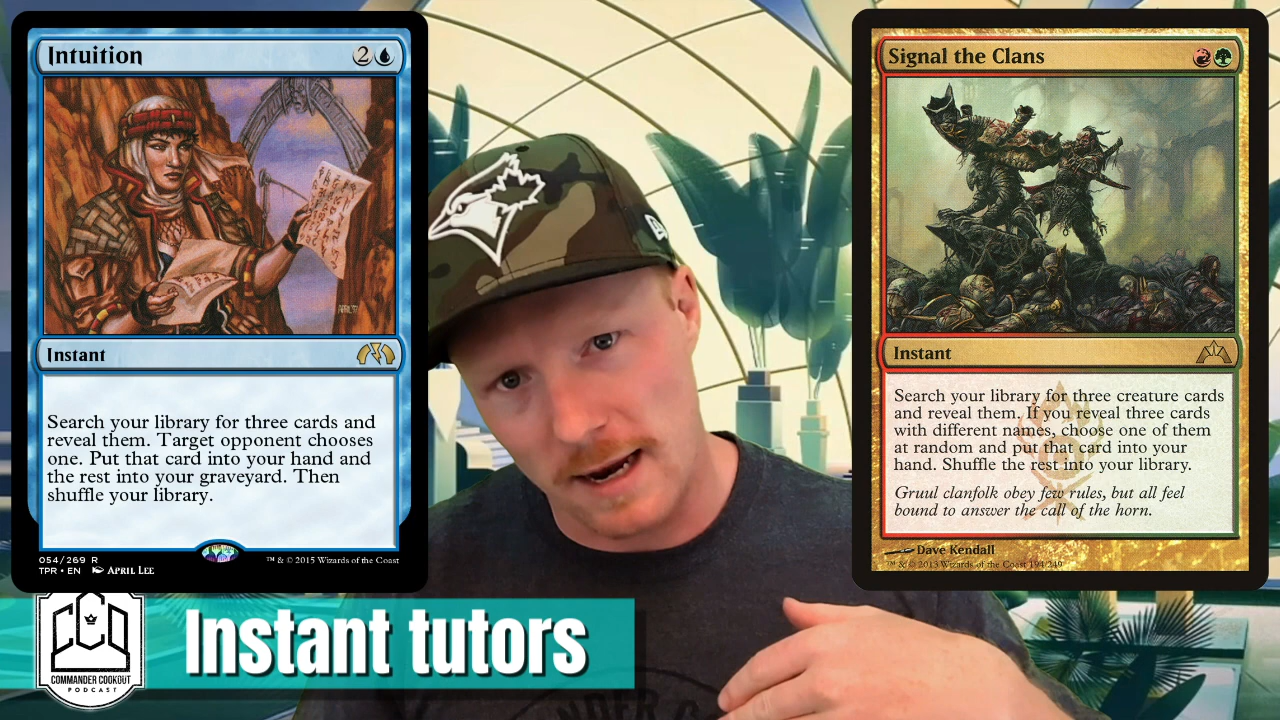 Intuition
2
Instant
Search your library for three cards and
reveal them. Target opponent chooses
one. Put that card into your hand and
the rest into your graveyard. Then
shuffle your library.
054/269 R
TPR • EN APRIL LEE
™ & © 2015 Wizards of the Coast
Signal the Clans
Instant
Search your library for three creature cards
and reveal them. If you reveal three cards
with different names, choose one of them
at random and put that card into your
hand. Shuffle the rest into your library.
Gruul clanfolk obey few rules, but all feel
bound to answer the call of the horn.
Dave Kendall
™ & © 2013 Wizards of the Coast 194/249
CCO
COMMANDER COOKOUT
PODCAST
Instant tutors